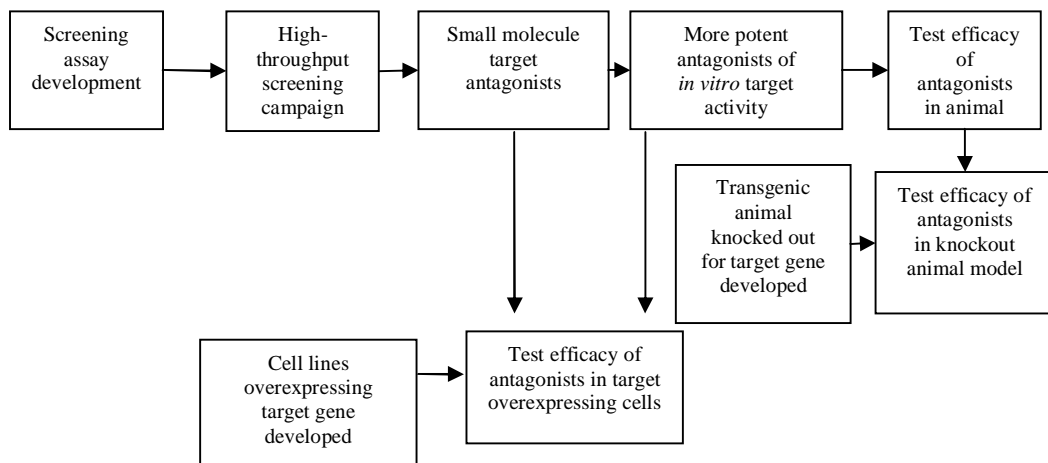 Screening
assay
development
High-
throughput
screening
campaign
Small molecule
target
antagonists
More potent
antagonists of
in vitro target
activity
Test efficacy
of
antagonists
in animal
Transgenic
animal
knocked out
for target gene
developed
Test efficacy of
antagonists
in knockout
animal model
Cell lines
overexpressing
target gene
developed
Test efficacy of
antagonists in target
overexpressing cells